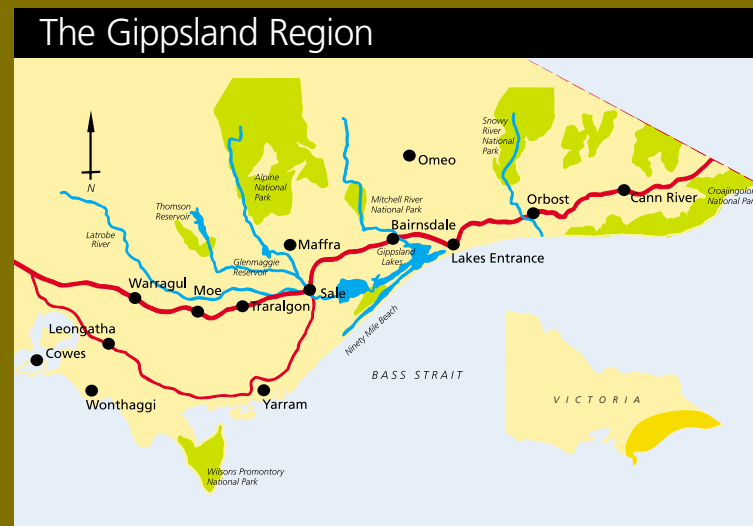 The Gippsland Region
Snowy
River
National
Park
Omeo
N
Alpine
National
Park
Mitchell River
National Park
Orbost
Cann River
Croajingolon
National Par
Thomson
Reservoir
Latrobe
River
Bairnsdale
Maffra
Gippsland
Lakes
Lakes Entrance
Glenmaggie
Reservoir
Warragul
Moe
Traralgon
Sale
Ninety Mile Beach
Leongatha
Cowes
Wonthaggi
Yarram
BASS STRAIT
VICTORIA
Wilsons Promontory
National Park